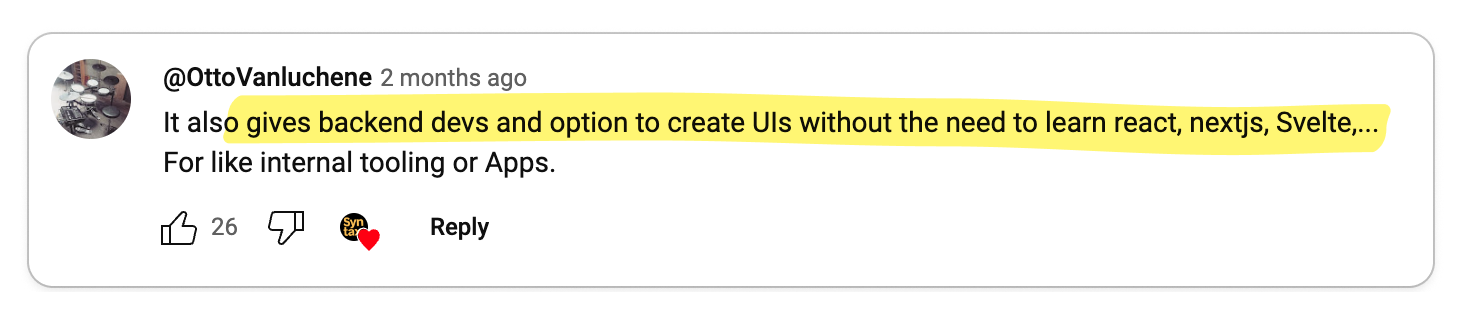 @OttoVanluchene 2 months ago
It also gives backend devs and option to create UIs without the need to learn react, nextjs, Svelte,...
For like internal tooling or Apps.
26 Syn Reply
tax